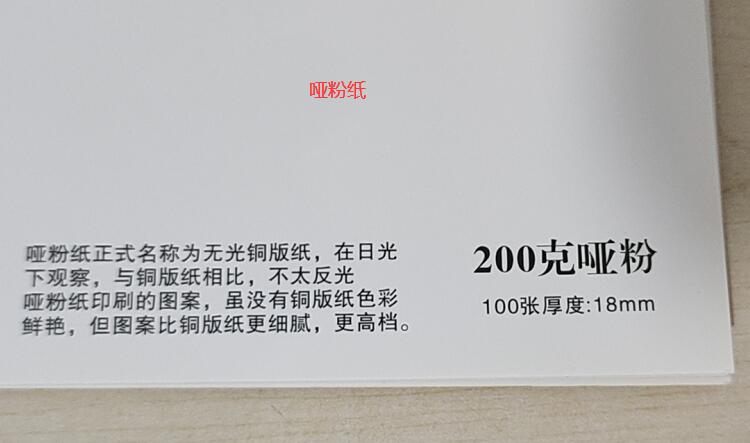 哑粉纸
哑粉纸正式名称为无光铜版纸，在日光
下观察，与铜版纸相比，不太反光
哑粉纸印刷的图案，虽没有铜版纸色彩
鲜艳，但图案比铜版纸更细腻，更高档。
200克哑粉
100张厚度:18mm